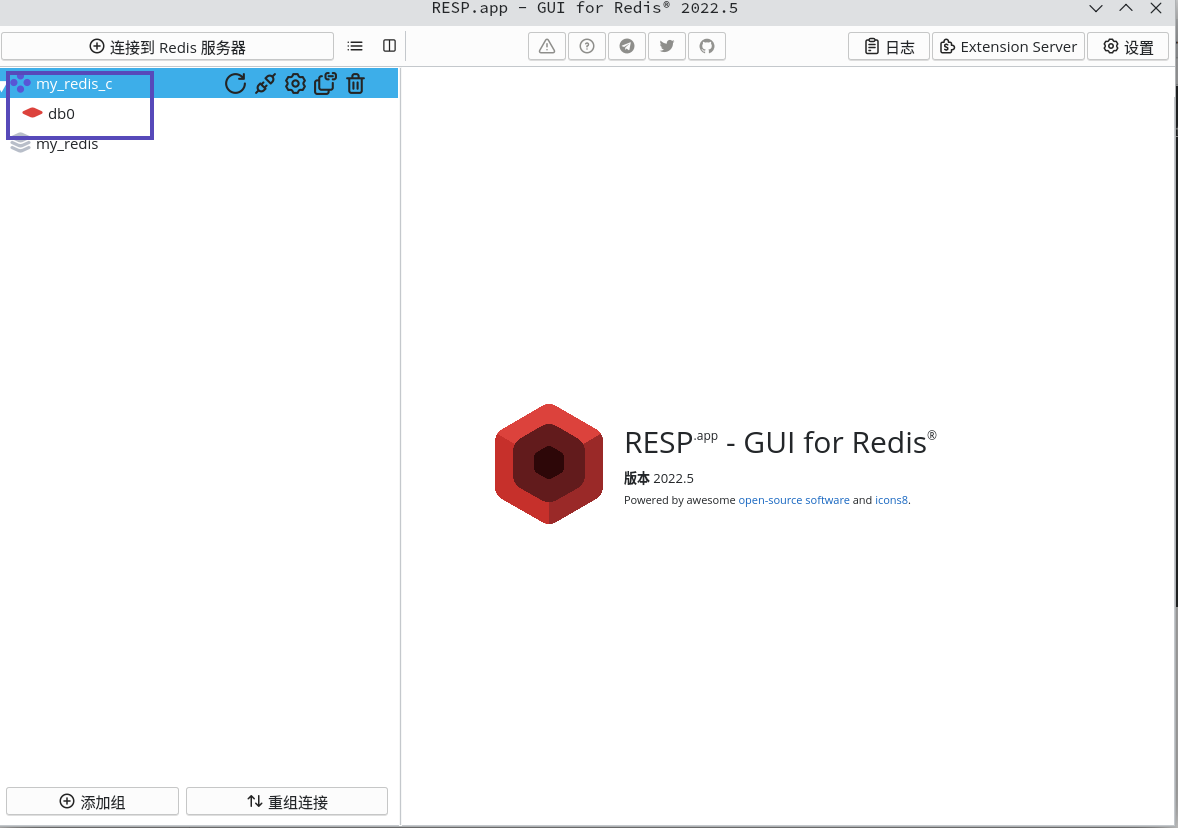 RESP.app - GUI for Redis® 2022.5
连接到 Redis 服务器
日志
Extension Server
设置
my_redis_c
db0
my_redis
RESP.app - GUI for Redis®
版本 2022.5
Powered by awesome open-source software and icons8.
添加组
重组连接